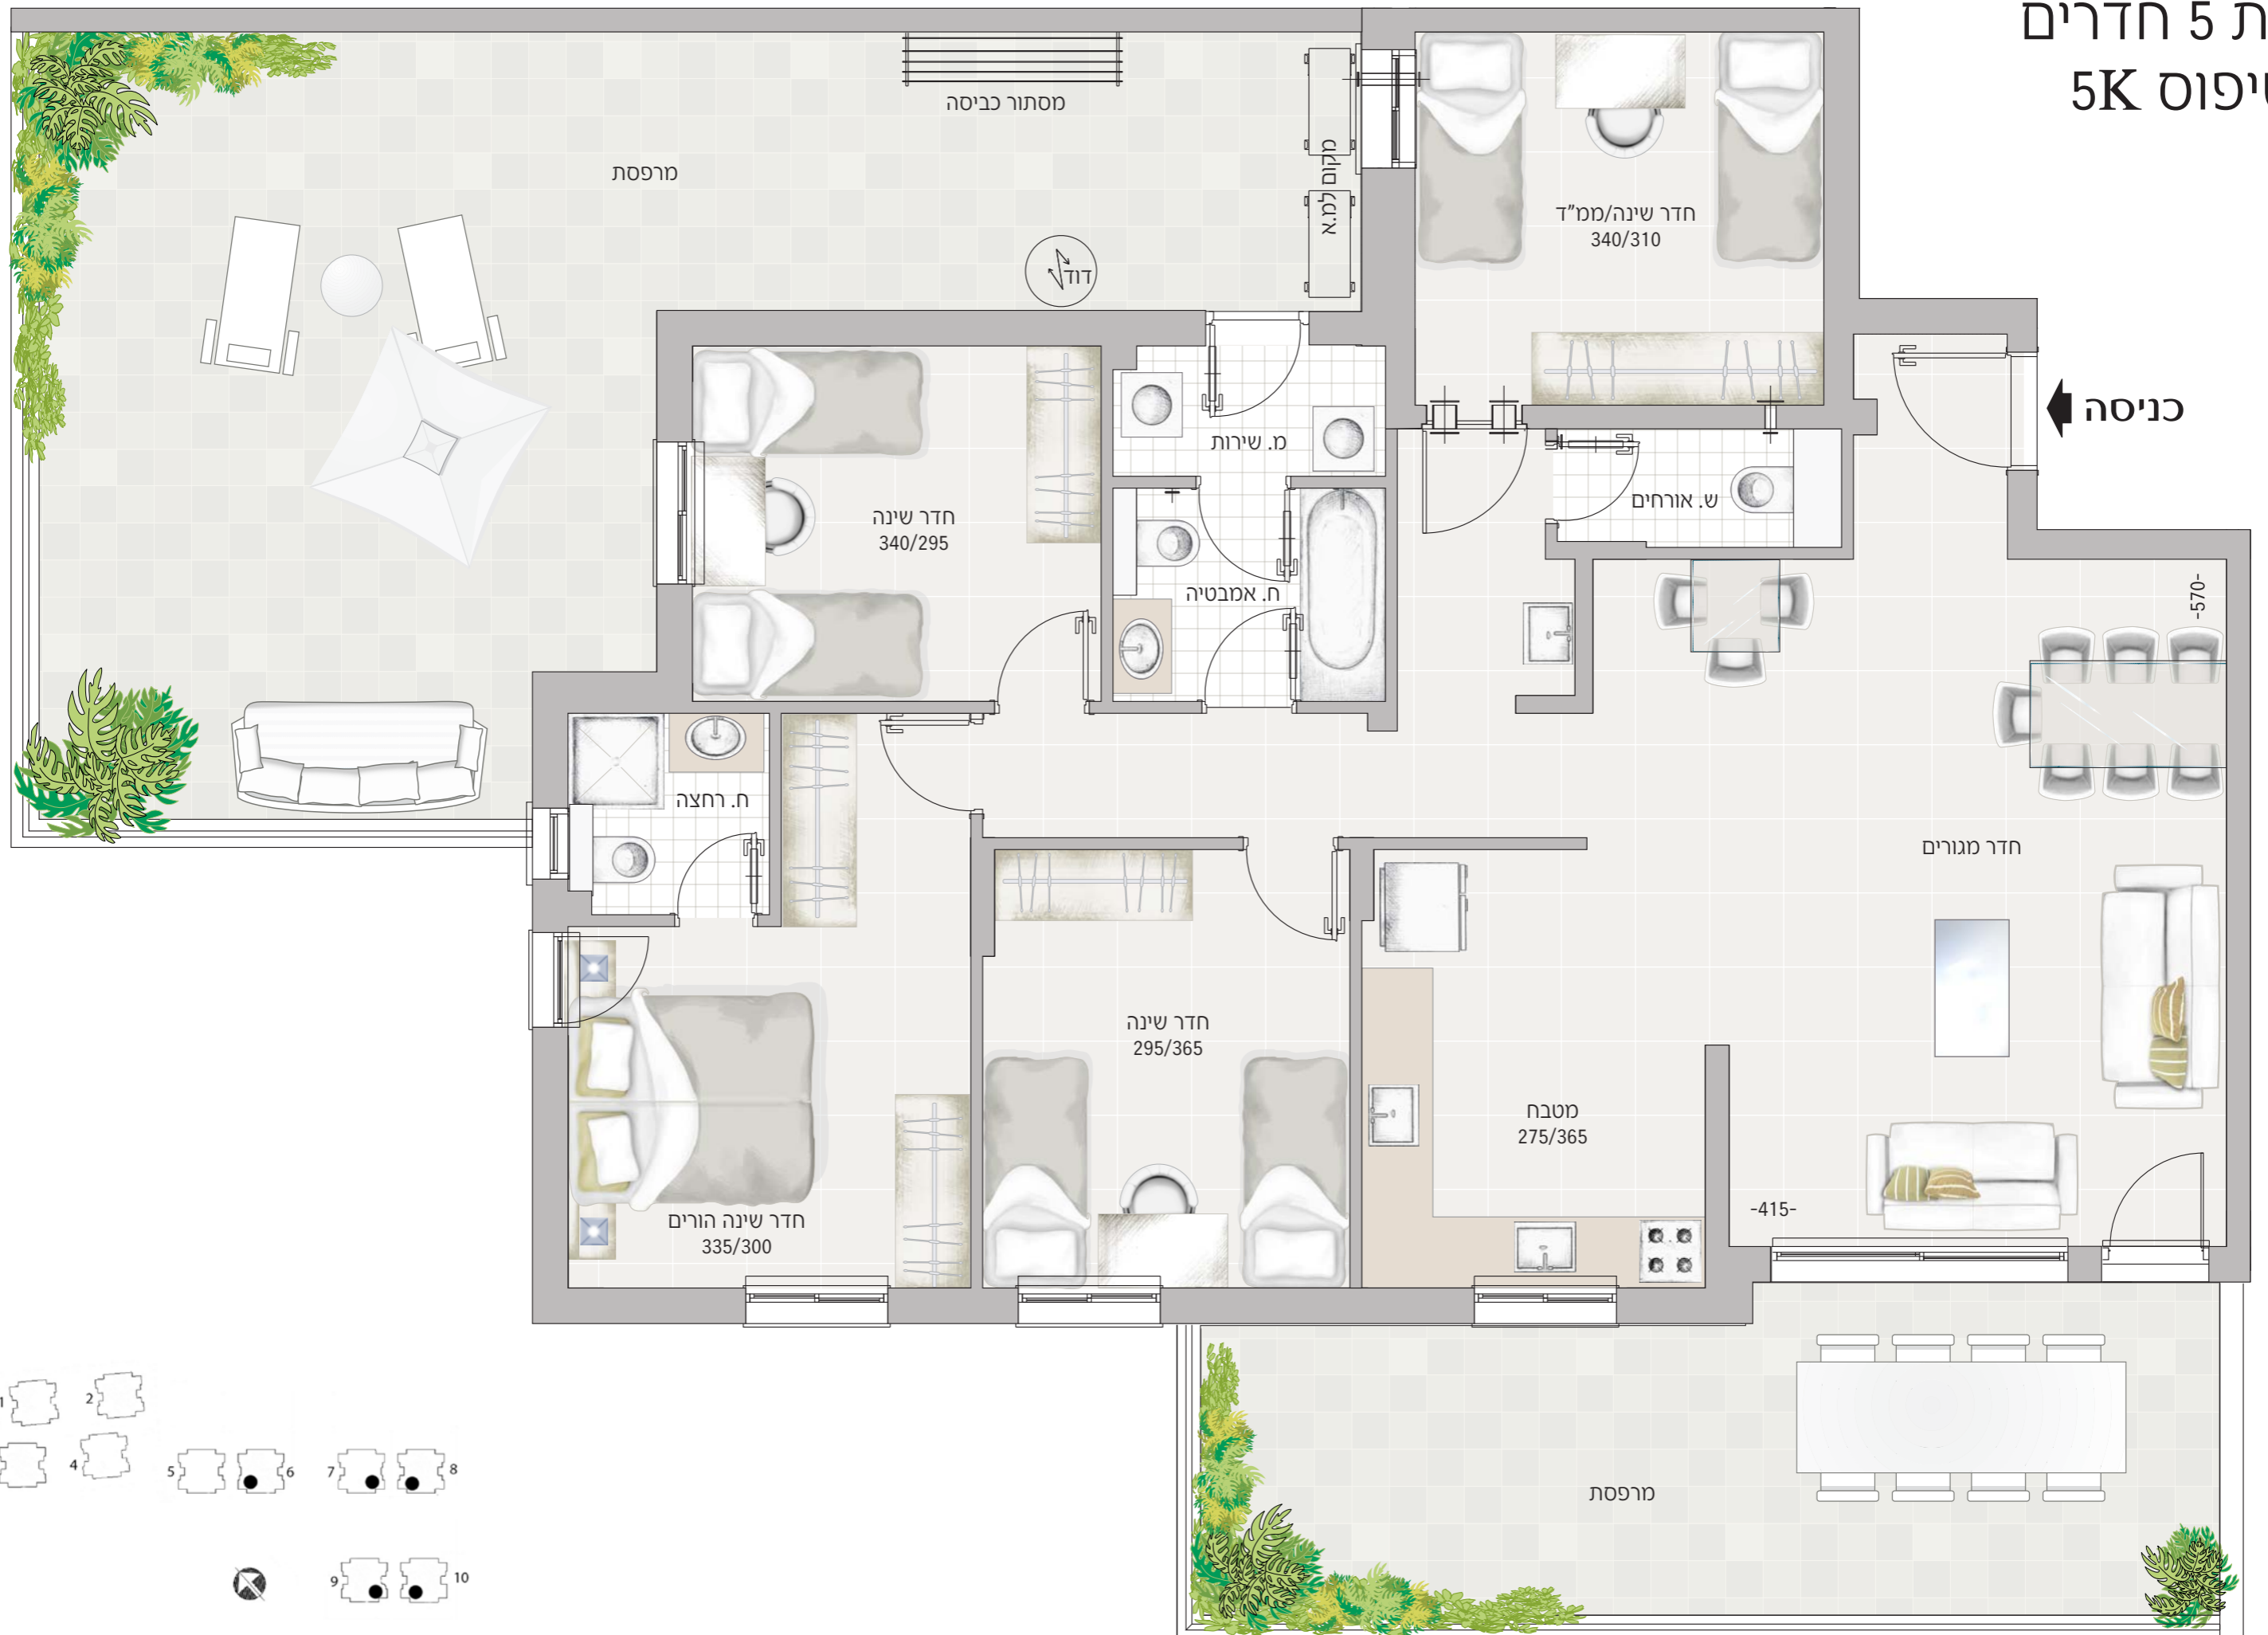 ת 5 חדרים
טיפוס 5K
מסתור כביסה
מרפסת
מקום למ.א
דוד
חדר שינה/ממ"ד
340/310
כניסה
מ. שירות
ש. אורחים
חדר שינה
340/295
ח. אמבטיה
-570-
ח. רחצה
חדר מגורים
חדר שינה
295/365
מטבח
275/365
חדר שינה הורים
335/300
-415-
מרפסת
1
2
4
5
6
7
8
9
10